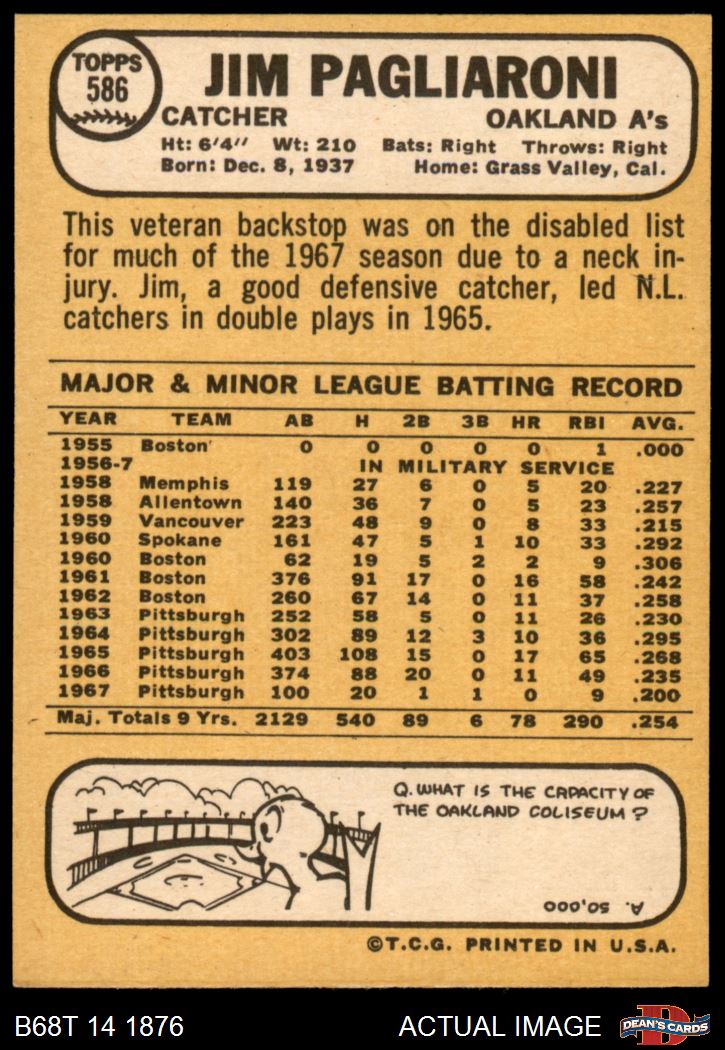 TOPPS
586
JIM PAGLIARONI
CATCHER OAKLAND A's
Ht: 6'4" Wt: 210 Bats: Right Throws: Right
Born: Dec. 8, 1937 Home: Grass Valley, Cal.
This veteran backstop was on the disabled list
for much of the 1967 season due to a neck in-
jury. Jim, a good defensive catcher, led N.L.
catchers in double plays in 1965.
MAJOR & MINOR LEAGUE BATTING RECORD
YEAR TEAM AB H 2B 3B HR RBI AVG.
1955 Boston 0 0 0 0 0 1 .000
1956-7 IN MILITARY SERVICE
1958 Memphis 119 27 6 0 5 20 .227
1958 Allentown 140 36 7 0 5 23 .257
1959 Vancouver 223 48 9 0 8 33 .215
1960 Spokane 161 47 5 1 10 33 .292
1960 Boston 62 19 5 2 2 9 .306
1961 Boston 376 91 17 0 16 58 .242
1962 Boston 260 67 14 0 11 37 .258
1963 Pittsburgh 252 58 5 0 11 26 .230
1964 Pittsburgh 302 89 12 3 10 36 .295
1965 Pittsburgh 403 108 15 0 17 65 .268
1966 Pittsburgh 374 88 20 0 11 49 .235
1967 Pittsburgh 100 20 1 1 0 9 .200
Maj. Totals 9 Yrs. 2129 540 89 6 78 290 .254
Q. WHAT IS THE CAPACITY OF
THE OAKLAND COLISEUM?
A. 50,000
©T.C.G. PRINTED IN U.S.A.
B68T 14 1876 ACTUAL IMAGE DEAN'S CARDS